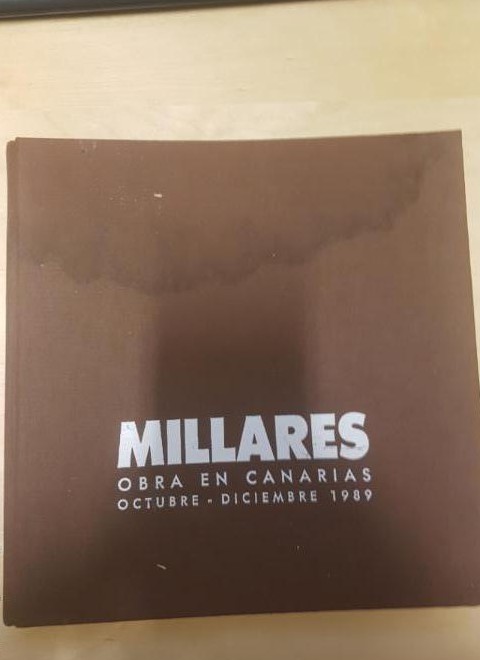 MILLARES
OBRA EN CANARIAS
OCTUBRE - DICIEMBRE 1989